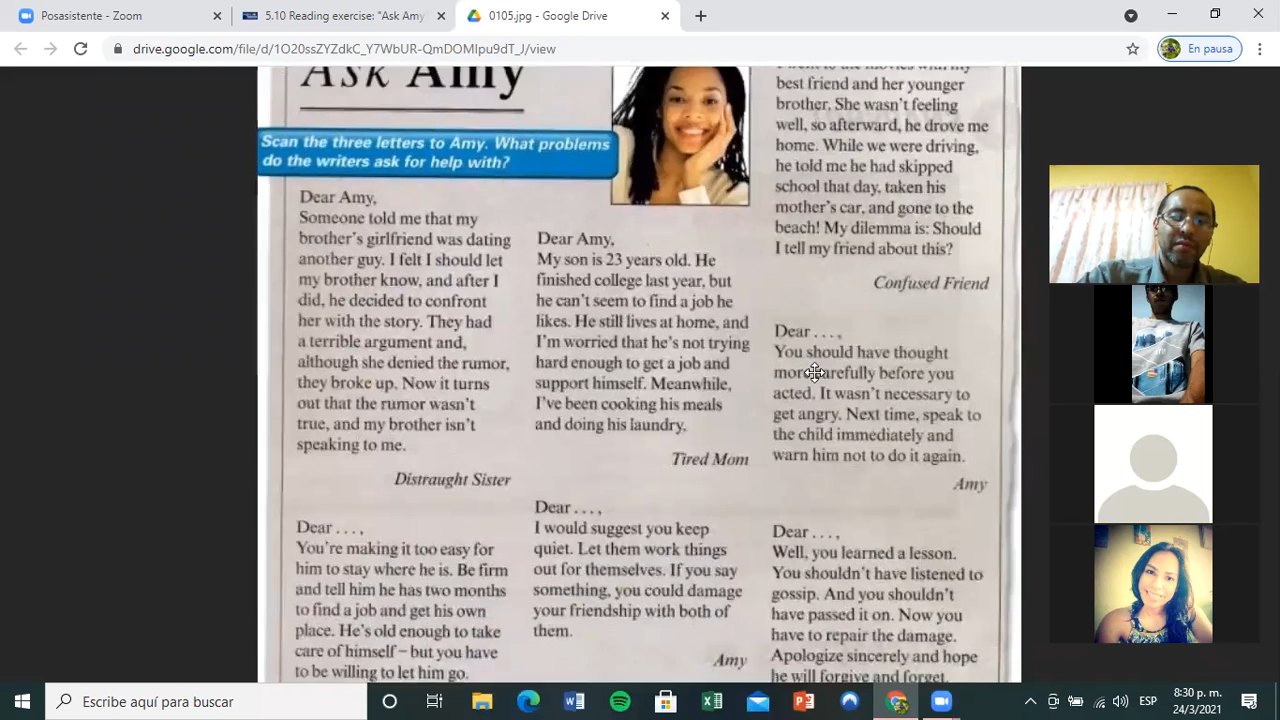 Posasistente - Zoom
5.10 Reading exercise: "Ask Amy"
0105.jpg - Google Drive
drive.google.com/file/d/1O20ssZYZdkC_Y7WbUR-QmDOMIpu9dT_J/view
En pausa
Ask Amy
Scan the three letters to Amy. What problems
do the writers ask for help with?
Dear Amy,
Someone told me that my
brother's girlfriend was dating
another guy. I felt I should let
my brother know, and after I
did, he decided to confront
her with the story. They had
a terrible argument and,
although she denied the rumor,
they broke up. Now it turns
out that the rumor wasn't
true, and my brother isn't
speaking to me.
Distraught Sister
Dear . . . ,
You're making it too easy for
him to stay where he is. Be firm
and tell him he has two months
to find a job and get his own
place. He's old enough to take
care of himself – but you have
to be willing to let him go.
Dear Amy,
My son is 23 years old. He
finished college last year, but
he can't seem to find a job he
likes. He still lives at home, and
I'm worried that he's not trying
hard enough to get a job and
support himself. Meanwhile,
I've been cooking his meals
and doing his laundry.
Tired Mom
Dear . . . ,
I would suggest you keep
quiet. Let them work things
out for themselves. If you say
something, you could damage
your friendship with both of
them.
Amy
I went to the movies with my
best friend and her younger
brother. She wasn't feeling
well, so afterward, he drove me
home. While we were driving,
he told me he had skipped
school that day, taken his
mother's car, and gone to the
beach! My dilemma is: Should
I tell my friend about this?
Confused Friend
Dear . . . ,
You should have thought
more carefully before you
acted. It wasn't necessary to
get angry. Next time, speak to
the child immediately and
warn him not to do it again.
Amy
Dear . . . ,
Well, you learned a lesson.
You shouldn't have listened to
gossip. And you shouldn't
have passed it on. Now you
have to repair the damage.
Apologize sincerely and hope
he will forgive and forget.
Escribe aquí para buscar
ESP
8:30 p. m.
24/3/2021